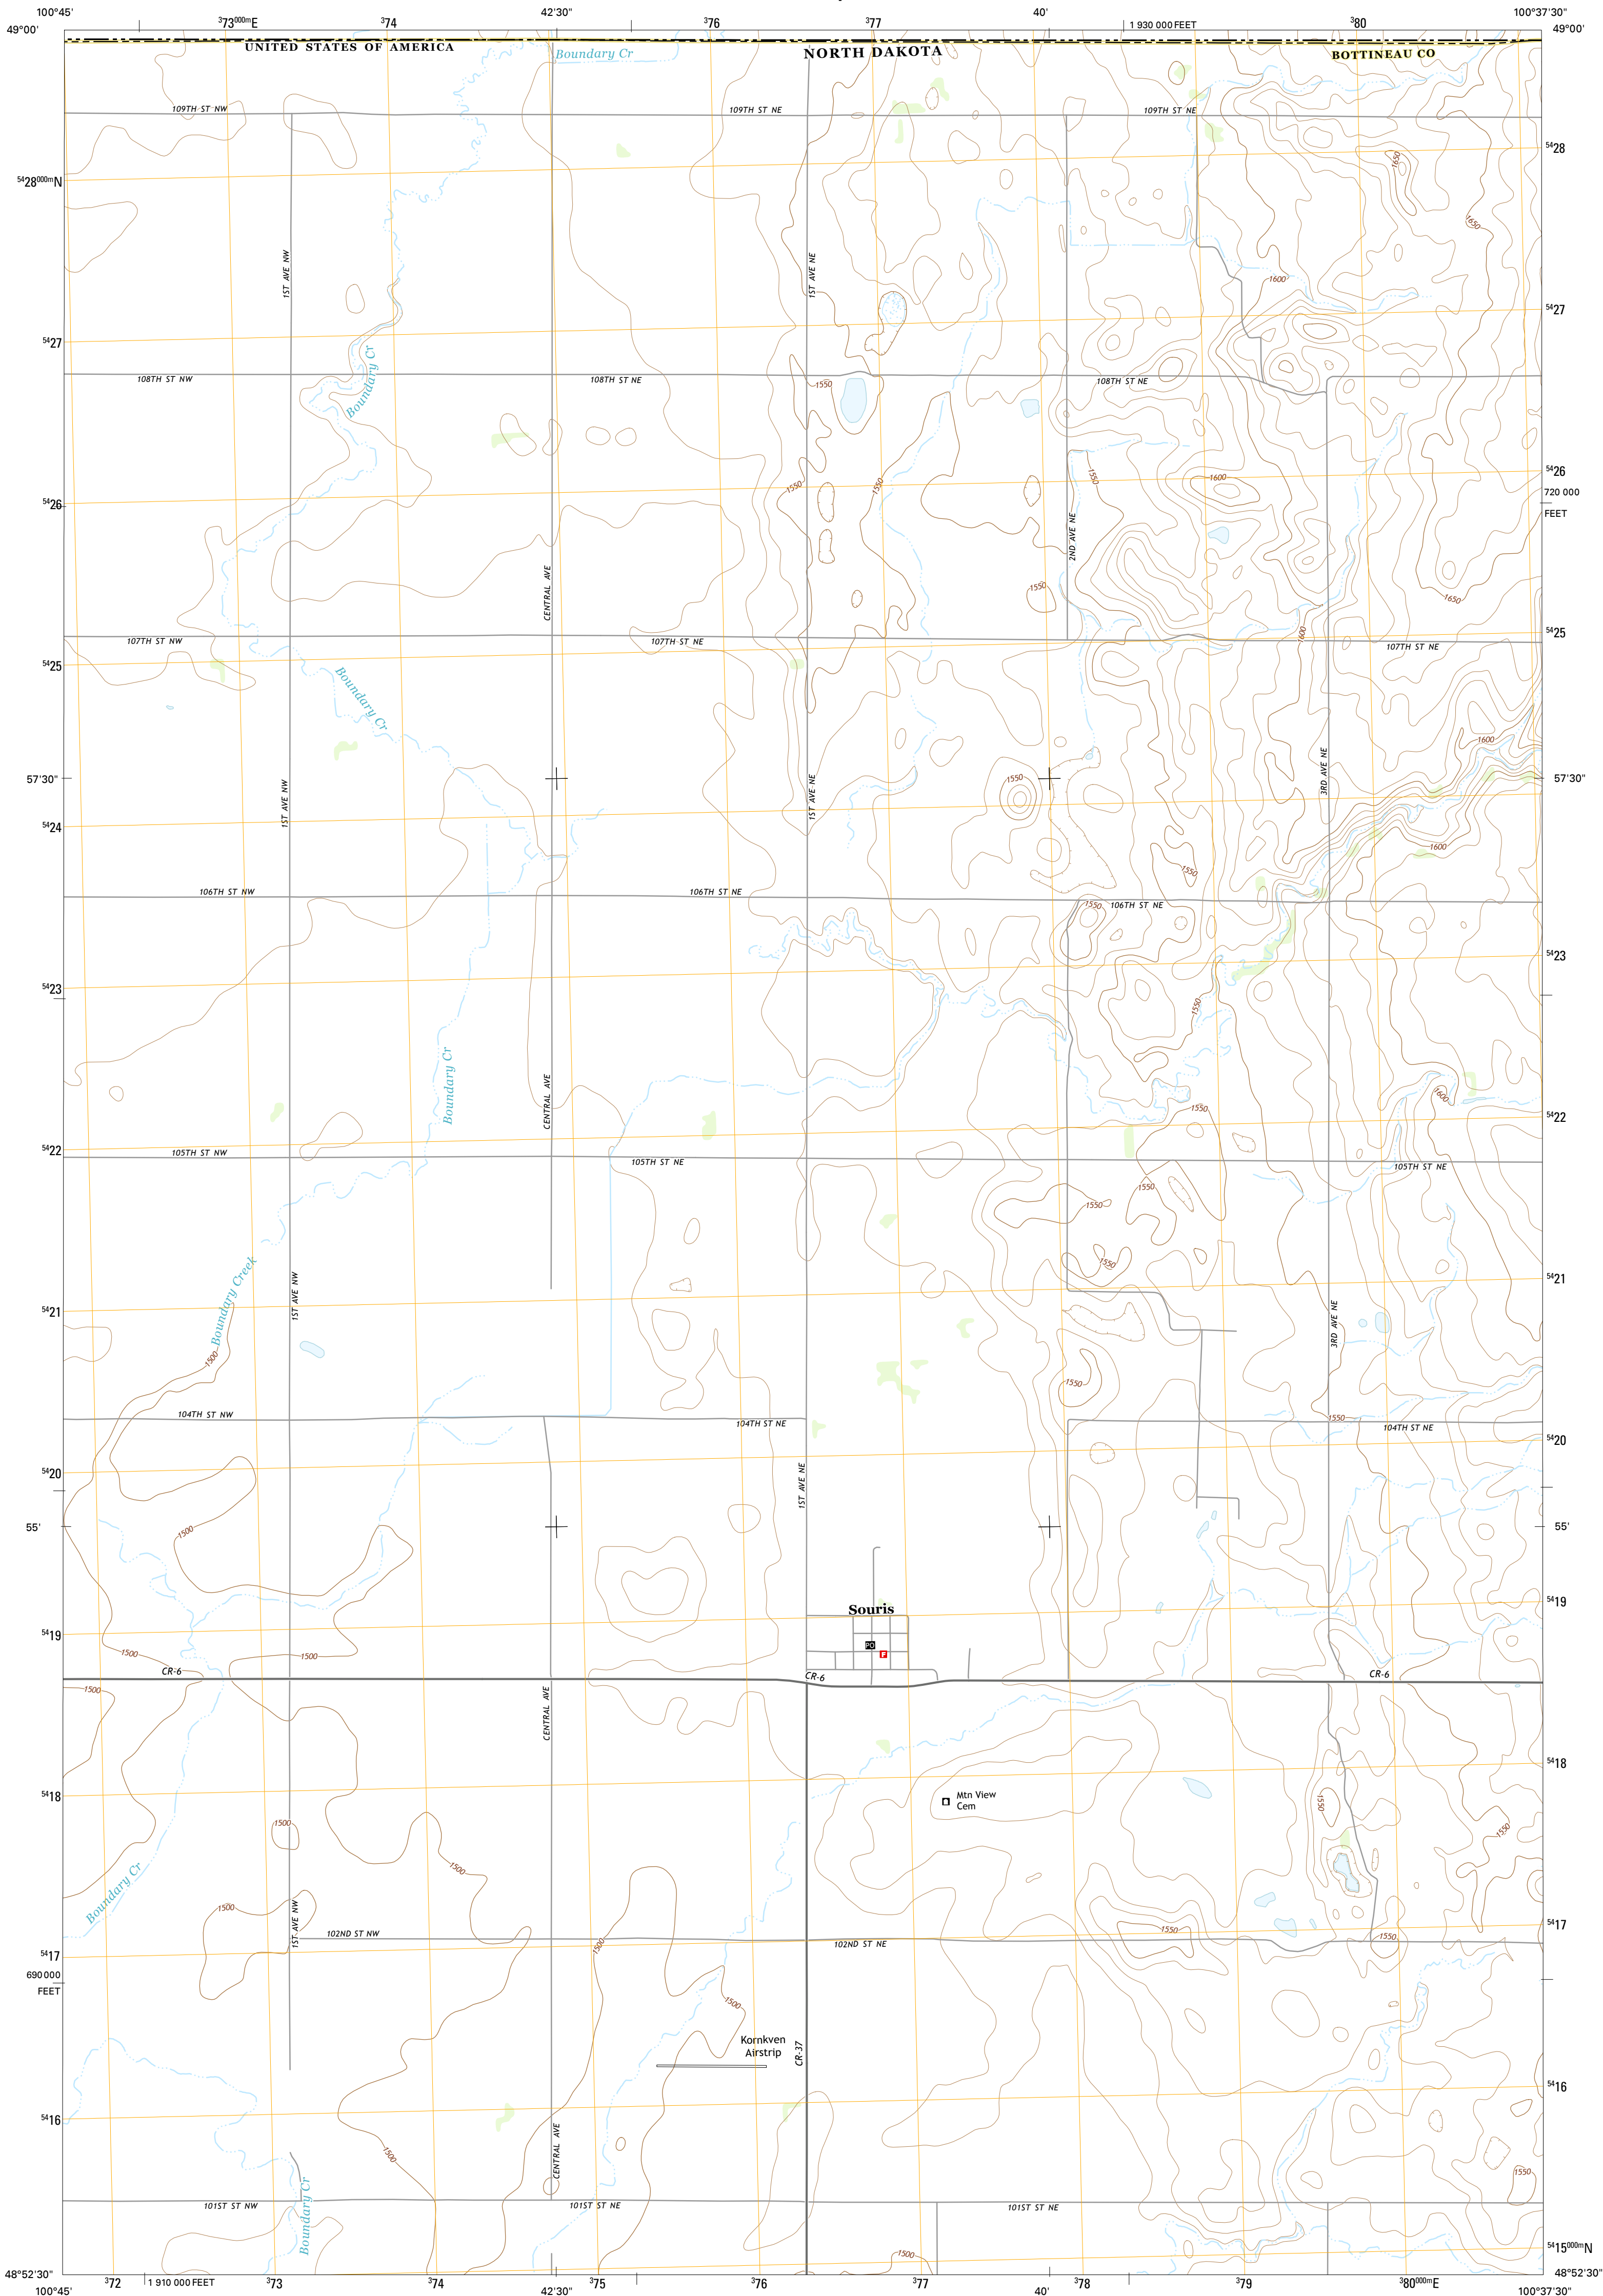 100°45'
³73⁰⁰⁰ᵐE
³74
42'30"
³76
³77
40'
1 930 000 FEET
³80
100°37'30"
49°00'
49°00'
UNITED STATES OF AMERICA
Boundary Cr
NORTH DAKOTA
BOTTINEAU CO
109TH ST NW
109TH ST NE
109TH ST NE
⁵⁴28
1650
⁵⁴28⁰⁰⁰ᵐN
1650
1ST AVE NW
1ST AVE NE
1600
⁵⁴27
⁵⁴27
Boundary Cr
108TH ST NW
108TH ST NE
1550
108TH ST NE
⁵⁴26
1550
1550
1550
1600
720 000
FEET
⁵⁴26
2ND AVE NE
CENTRAL AVE
1550
1650
1600
⁵⁴25
107TH ST NW
107TH ST NE
107TH ST NE
⁵⁴25
Boundary Cr
1600
57'30"
1ST AVE NW
1ST AVE NE
1550
3RD AVE NE
57'30"
⁵⁴24
⁵⁴24
1600
1550
106TH ST NW
106TH ST NE
1550
106TH ST NE
⁵⁴23
⁵⁴23
1550
Boundary Cr
CENTRAL AVE
1600
1550
⁵⁴22
⁵⁴22
105TH ST NW
105TH ST NE
105TH ST NE
1550
1550
Boundary Creek
1ST AVE NW
1550
⁵⁴21
⁵⁴21
3RD AVE NE
1500
1550
104TH ST NW
104TH ST NE
1550
104TH ST NE
⁵⁴20
⁵⁴20
1ST AVE NE
1500
55'
55'
Souris
⁵⁴19
⁵⁴19
PO
F
1500
1500
CR-6
CR-6
CR-6
1500
CENTRAL AVE
⁵⁴18
⁵⁴18
Mtn View
Cem
1550
1500
1550
1500
Boundary Cr
1500
1ST AVE NW
102ND ST NW
1500
102ND ST NE
1550
1550
⁵⁴17
⁵⁴17
690 000
FEET
1500
Kornkven
Airstrip
CR-37
⁵⁴16
⁵⁴16
1500
CENTRAL AVE
1550
Boundary Cr
101ST ST NW
101ST ST NE
101ST ST NE
1500
⁵⁴15⁰⁰⁰ᵐN
48°52'30"
48°52'30"
³72
1 910 000 FEET
³73
³74
42'30"
³75
³76
³77
40'
³78
³79
³80⁰⁰⁰ᵐE
100°45'
100°37'30"